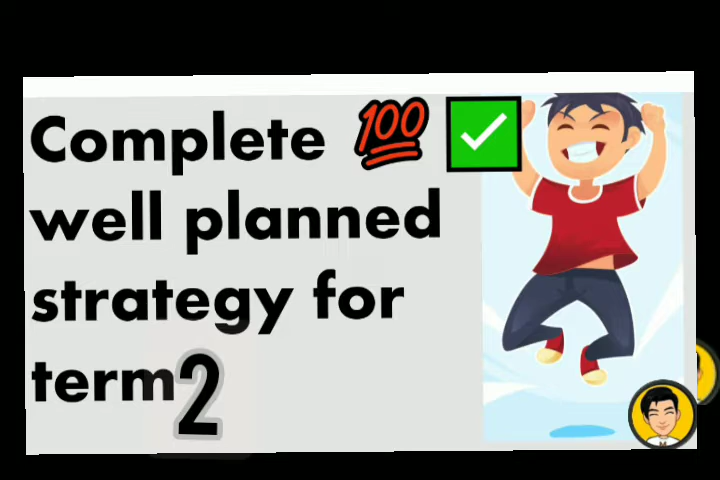 Complete 💯 ✅
well planned
strategy for
term2